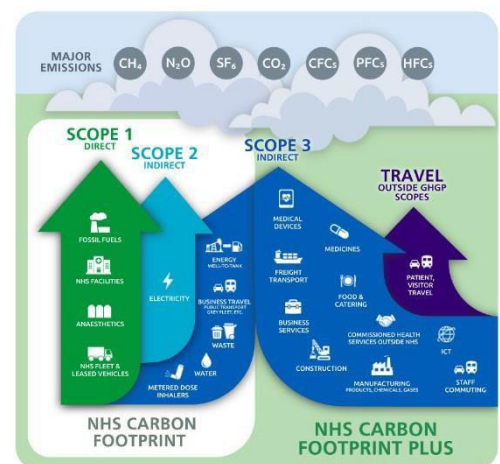 MAJOR
EMISSIONS
CH₄
N₂O
SF₆
CO₂
CFCs
PFCs
HFCs
SCOPE 1
DIRECT
SCOPE 2
INDIRECT
SCOPE 3
INDIRECT
TRAVEL
OUTSIDE GHGP
SCOPES
FOSSIL FUELS
NHS FACILITIES
ANAESTHETICS
NHS FLEET &
LEASED VEHICLES
ELECTRICITY
ENERGY
WELL-TO-TANK
BUSINESS TRAVEL
PUBLIC TRANSPORT
GREY FLEET, ETC.
WASTE
WATER
METERED DOSE
INHALERS
MEDICAL
DEVICES
MEDICINES
FREIGHT
TRANSPORT
FOOD &
CATERING
BUSINESS
SERVICES
COMMISSIONED HEALTH
SERVICES OUTSIDE NHS
ICT
CONSTRUCTION
MANUFACTURING
PRODUCTS, CHEMICALS, GASES
STAFF
COMMUTING
PATIENT,
VISITOR
TRAVEL
NHS CARBON
FOOTPRINT
NHS CARBON
FOOTPRINT PLUS